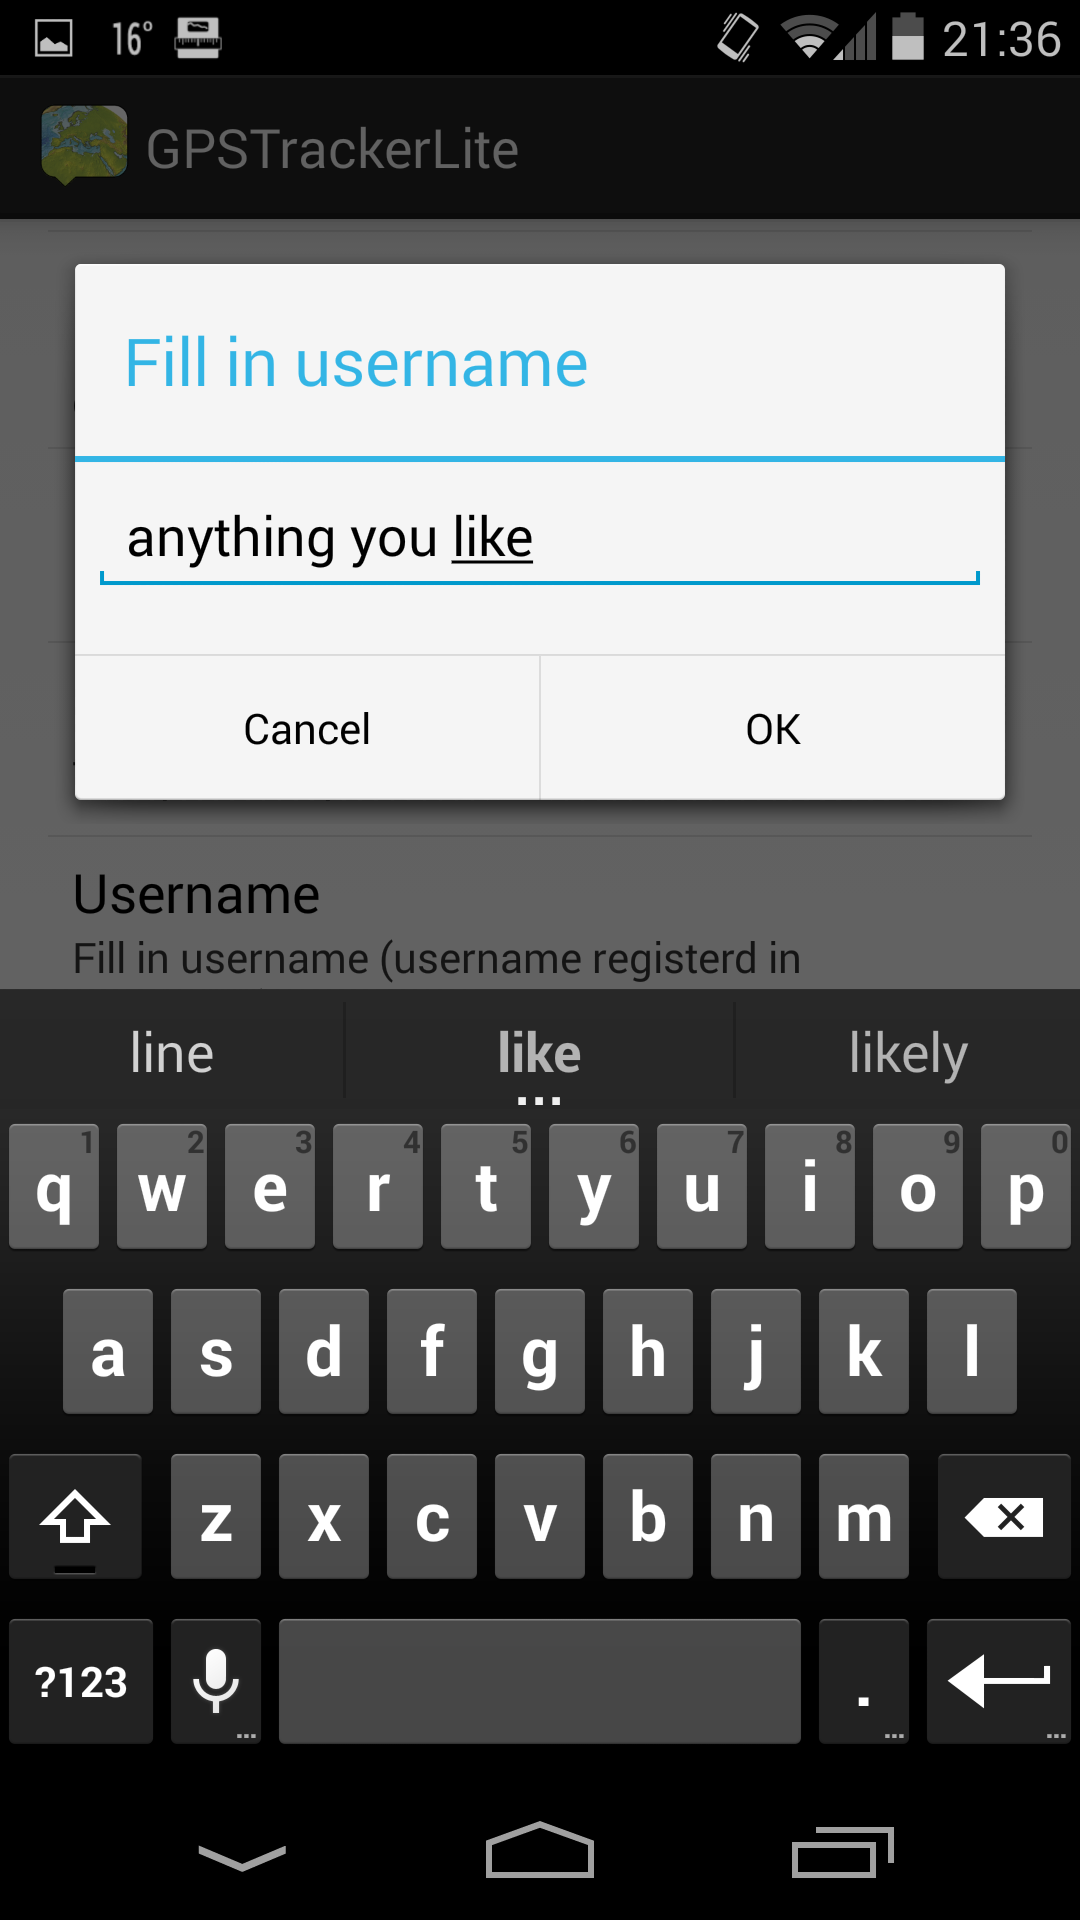 16° 21:36
GPSTrackerLite
Fill in username
anything you like
Cancel OK
Username
Fill in username (username registerd in
line like likely
1 2 3 4 5 6 7 8 9 0
q w e r t y u i o p
a s d f g h j k l
z x c v b n m
?123 .